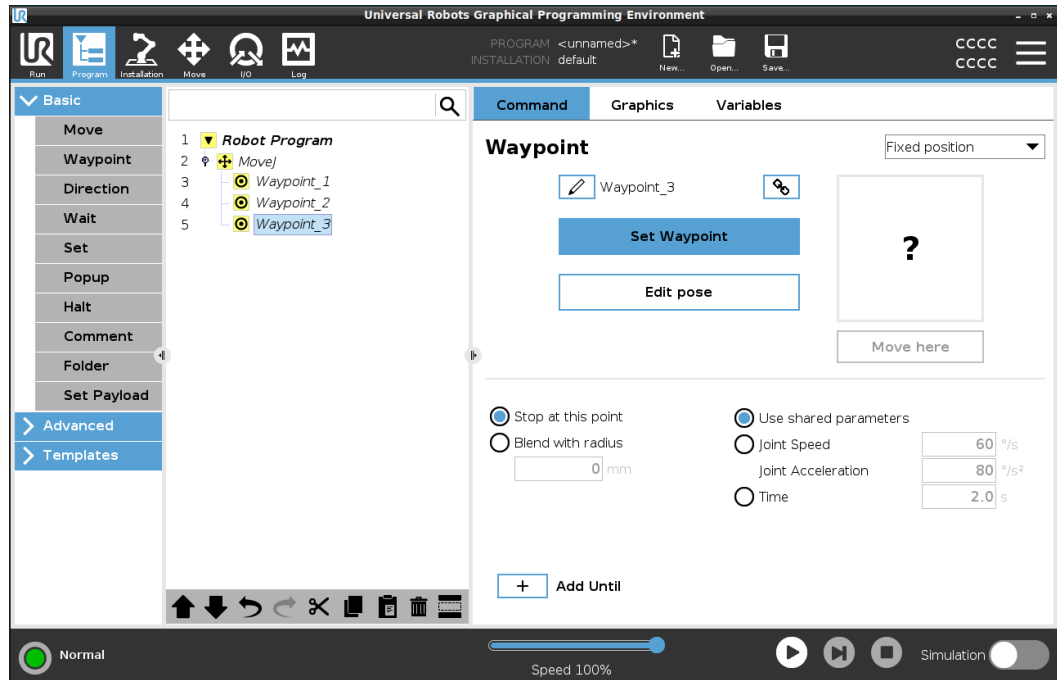 Universal Robots Graphical Programming Environment
UR
Run
Program
Installation
Move
I/O
Log
PROGRAM <unnamed>*
INSTALLATION default
New...
Open...
Save...
CCCC
CCCC
Basic
Move
Waypoint
Direction
Wait
Set
Popup
Halt
Comment
Folder
Set Payload
Advanced
Templates
1 Robot Program
2 MoveJ
3 Waypoint_1
4 Waypoint_2
5 Waypoint_3
Command Graphics Variables
Waypoint
Fixed position
Waypoint_3
Set Waypoint
Edit pose
?
Move here
Stop at this point
Blend with radius
0 mm
Use shared parameters
Joint Speed 60 °/s
Joint Acceleration 80 °/s²
Time 2.0 s
+ Add Until
Normal
Speed 100%
Simulation